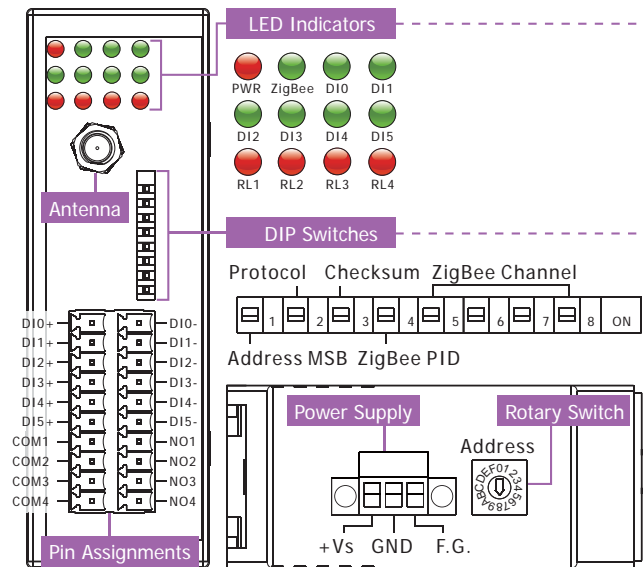 LED Indicators
PWR ZigBee DI0 DI1
DI2 DI3 DI4 DI5
RL1 RL2 RL3 RL4
Antenna
DIP Switches
Protocol Checksum ZigBee Channel
1 2 3 4 5 6 7 8 ON
Address MSB ZigBee PID
DI0+ DI0-
DI1+ DI1-
DI2+ DI2-
DI3+ DI3-
DI4+ DI4-
DI5+ DI5-
COM1 NO1
COM2 NO2
COM3 NO3
COM4 NO4
Pin Assignments
Power Supply
Rotary Switch
Address
0123456789ABCDEF
+Vs GND F.G.